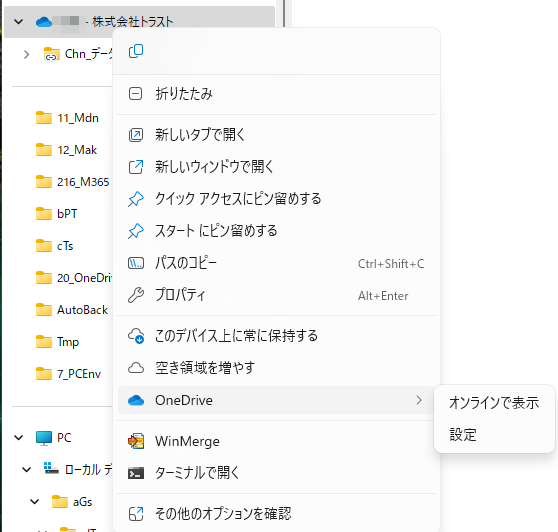 - 株式会社トラスト
Chn_デー
折りたたみ
新しいタブで開く
11_Mdn
新しいウィンドウで開く
12_Mak
216_M365
クイック アクセスにピン留めする
bPT
スタート にピン留めする
cTs
パスのコピー Ctrl+Shift+C
20_OneDri
プロパティ Alt+Enter
AutoBack
このデバイス上に常に保持する
Tmp
空き領域を増やす
7_PCEnv
OneDrive
オンラインで表示
設定
PC
WinMerge
ローカル デ
ターミナルで開く
aGs
その他のオプションを確認